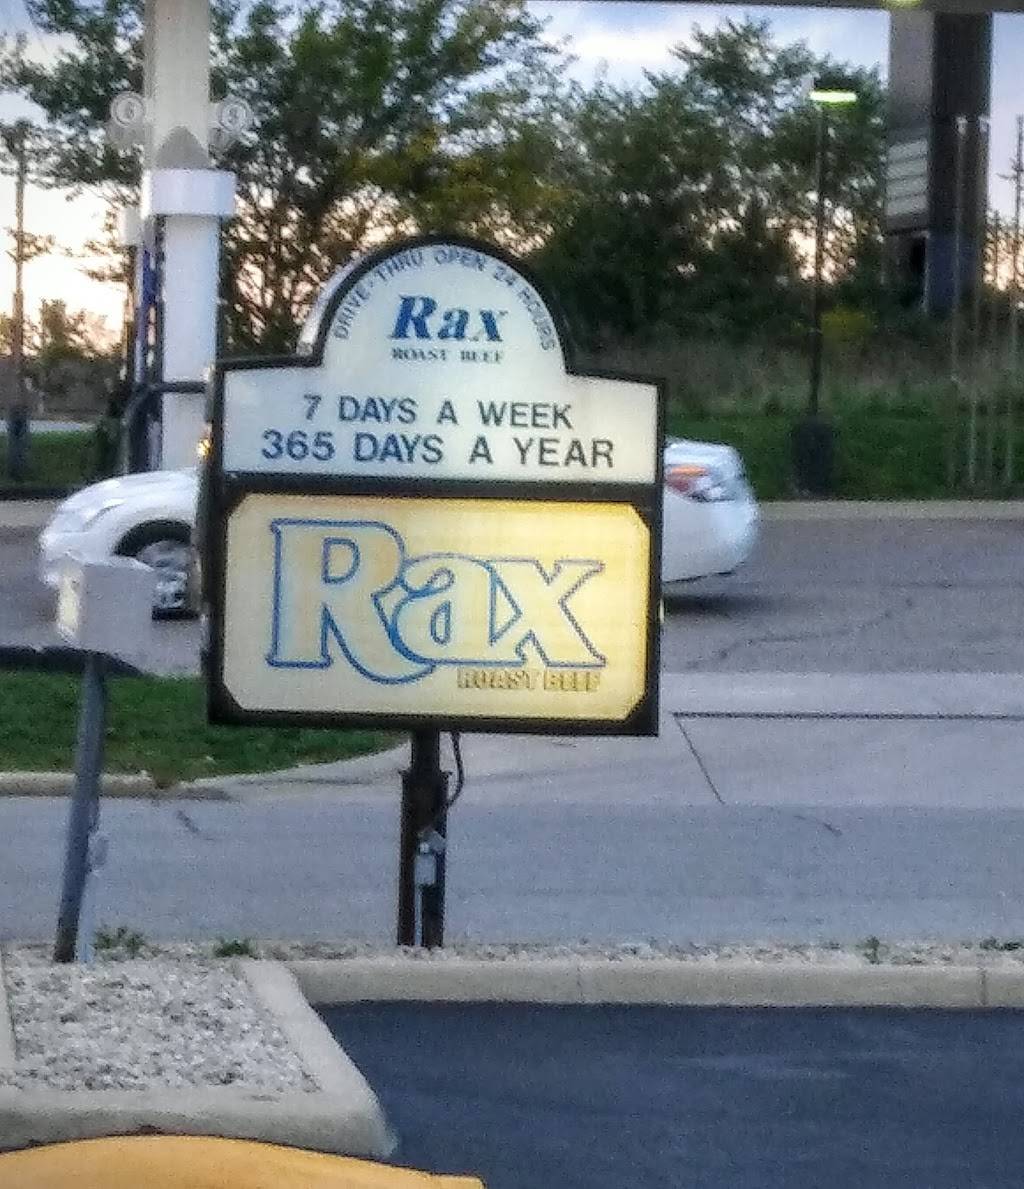 DRIVE-THRU OPEN 24 HOURS
Rax
ROAST BEEF
7 DAYS A WEEK
365 DAYS A YEAR
Rax
ROAST BEEF